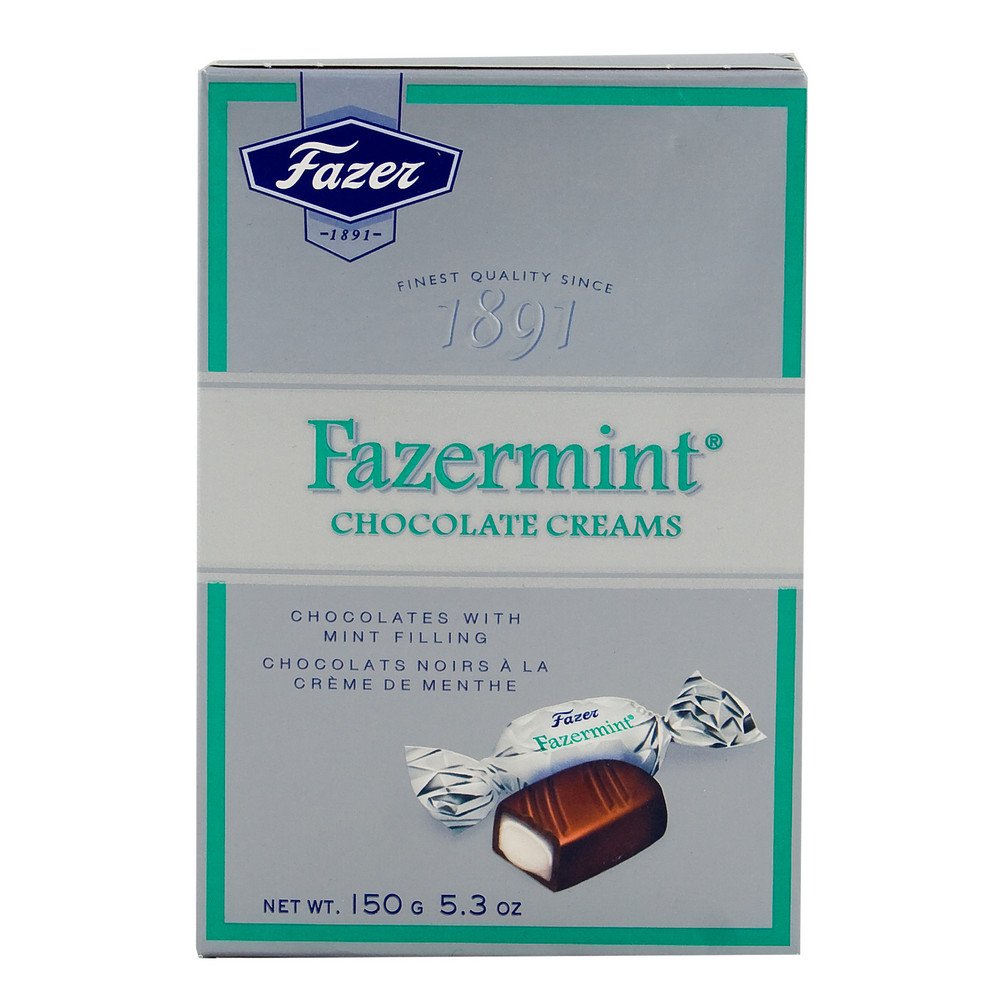 Fazer
-1891-
FINEST QUALITY SINCE
1891
Fazermint®
CHOCOLATE CREAMS
CHOCOLATES WITH
MINT FILLING
CHOCOLATS NOIRS À LA
CRÈME DE MENTHE
Fazer
Fazermint®
NET WT. 150 G 5.3 OZ